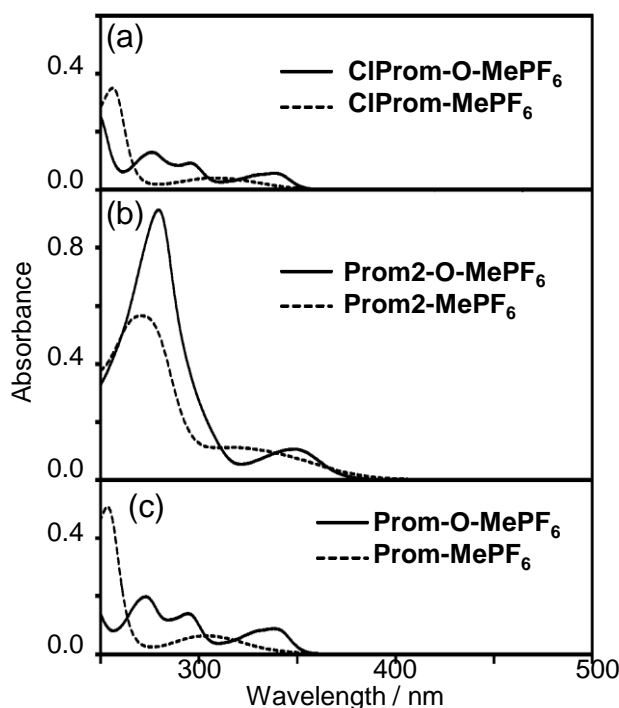 (a)
0.4
ClProm-O-MePF6
ClProm-MePF6
0.0
(b)
0.8
Prom2-O-MePF6
Prom2-MePF6
Absorbance
0.4
0.0
(c)
Prom-O-MePF6
0.4
Prom-MePF6
0.0
300 400 500
Wavelength / nm